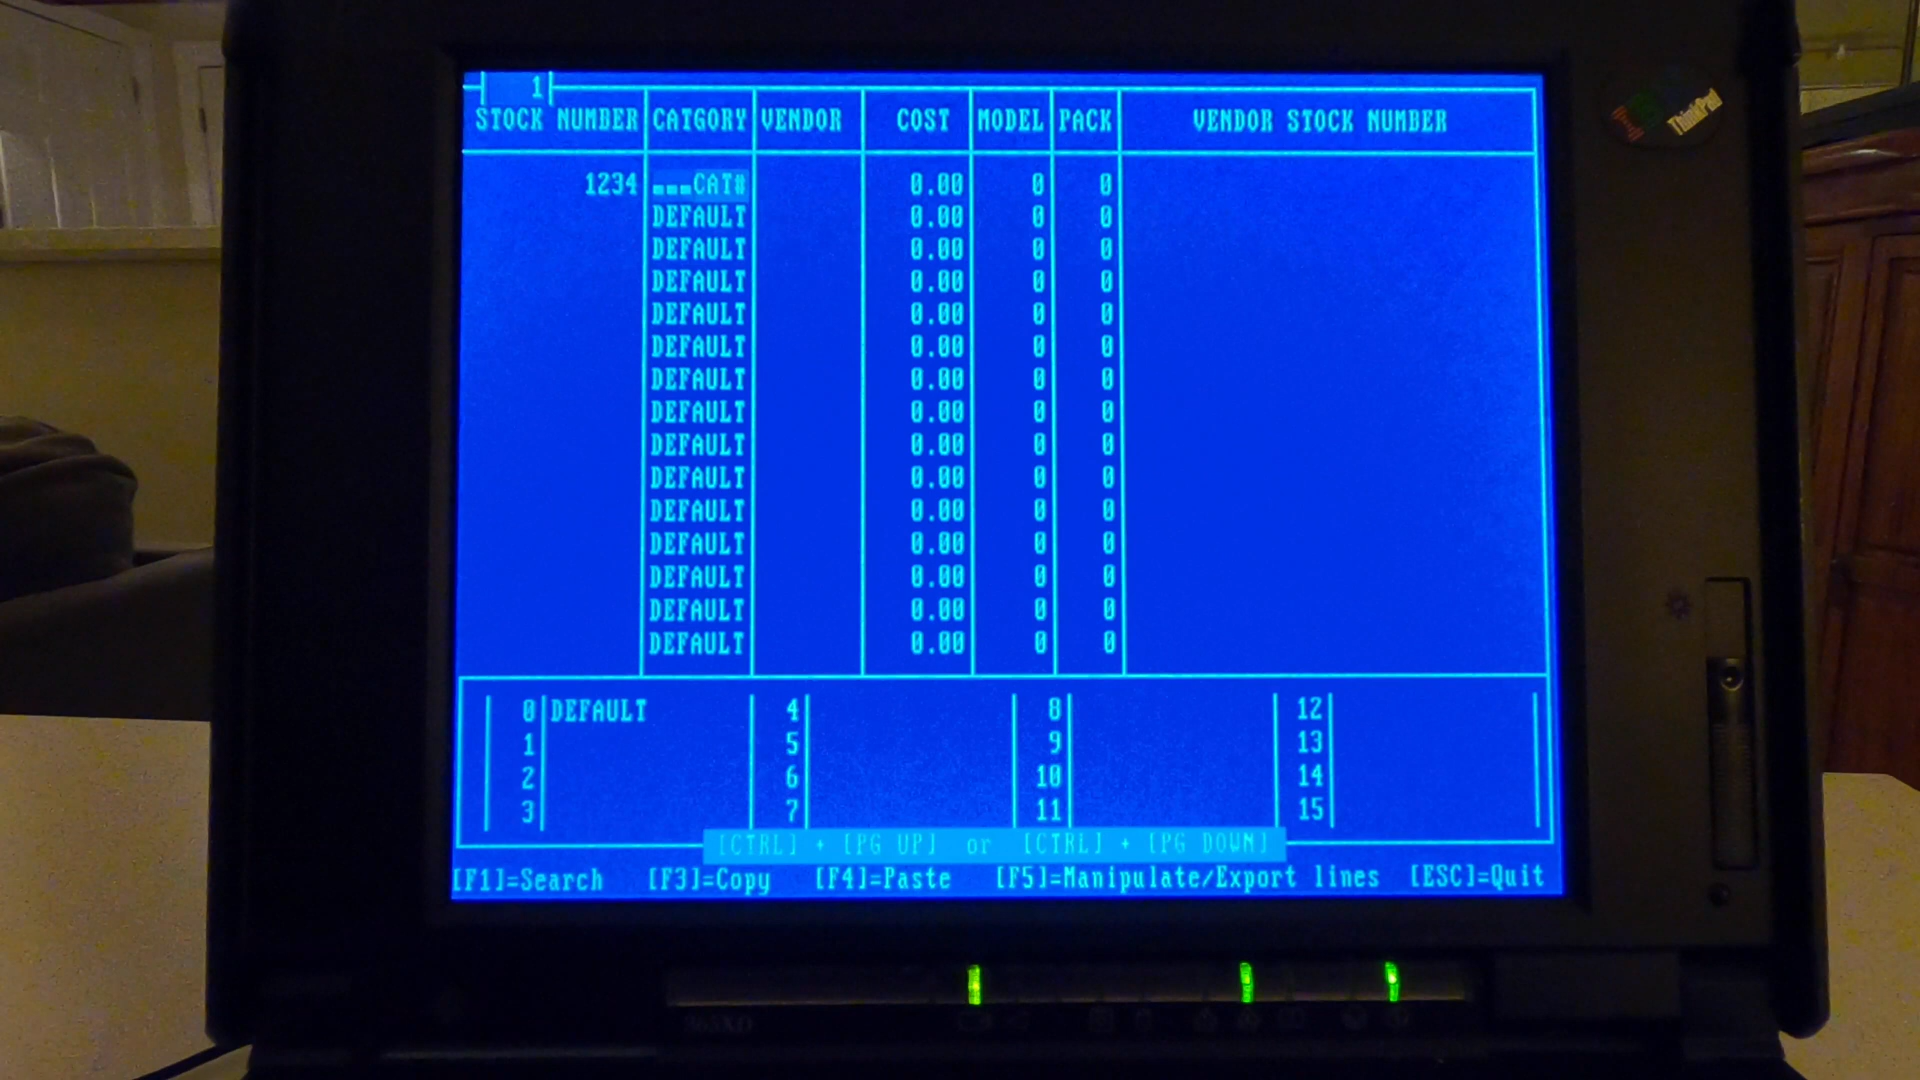 1
STOCK NUMBER CATGORY VENDOR COST MODEL PACK VENDOR STOCK NUMBER
1234 CAT# 0.00 0 0
DEFAULT 0.00 0 0
DEFAULT 0.00 0 0
DEFAULT 0.00 0 0
DEFAULT 0.00 0 0
DEFAULT 0.00 0 0
DEFAULT 0.00 0 0
DEFAULT 0.00 0 0
DEFAULT 0.00 0 0
DEFAULT 0.00 0 0
DEFAULT 0.00 0 0
DEFAULT 0.00 0 0
DEFAULT 0.00 0 0
DEFAULT 0.00 0 0
DEFAULT 0.00 0 0
0 DEFAULT 4 8 12
1 5 9 13
2 6 10 14
3 7 11 15
[CTRL] + [PG UP] or [CTRL] + [PG DOWN]
[F1]=Search [F3]=Copy [F4]=Paste [F5]=Manipulate/Export lines [ESC]=Quit
IBM ThinkPad
365XD